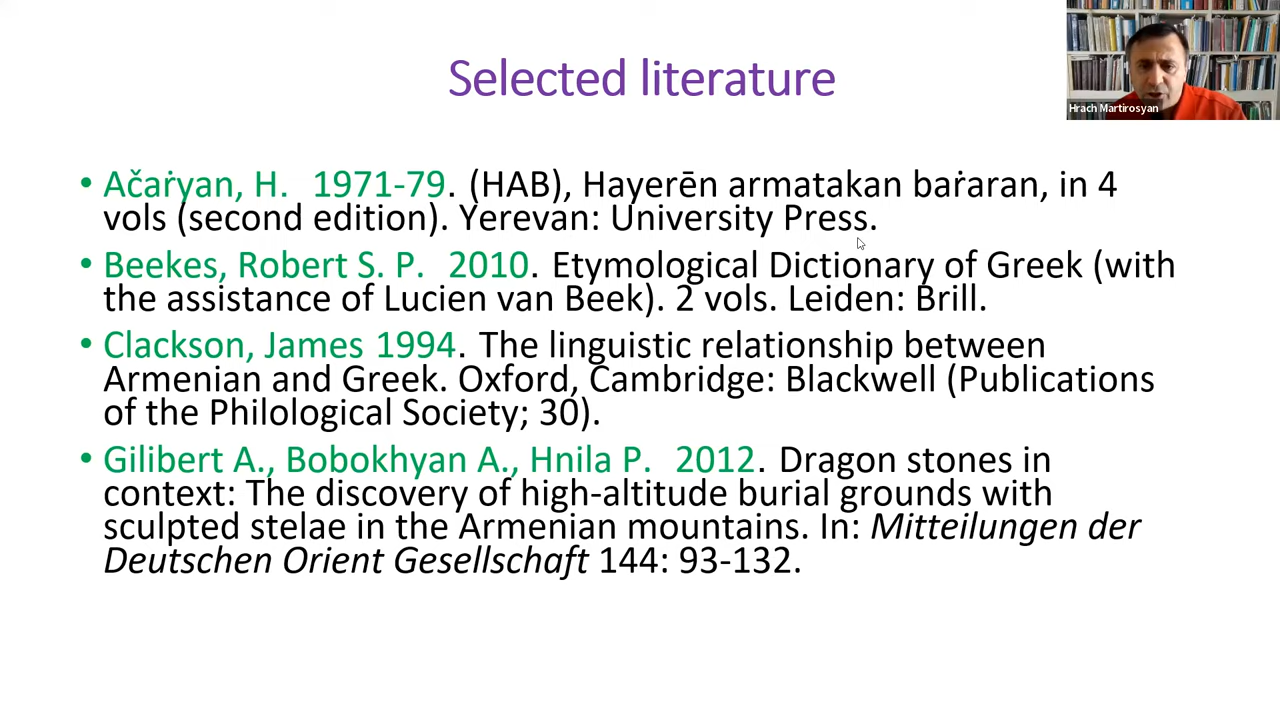 Selected literature
Hrach Martirosyan
• Ačaṙyan, H. 1971-79. (HAB), Hayerēn armatakan baṙaran, in 4
vols (second edition). Yerevan: University Press.
• Beekes, Robert S. P. 2010. Etymological Dictionary of Greek (with
the assistance of Lucien van Beek). 2 vols. Leiden: Brill.
• Clackson, James 1994. The linguistic relationship between
Armenian and Greek. Oxford, Cambridge: Blackwell (Publications
of the Philological Society; 30).
• Gilibert A., Bobokhyan A., Hnila P. 2012. Dragon stones in
context: The discovery of high-altitude burial grounds with
sculpted stelae in the Armenian mountains. In: Mitteilungen der
Deutschen Orient Gesellschaft 144: 93-132.